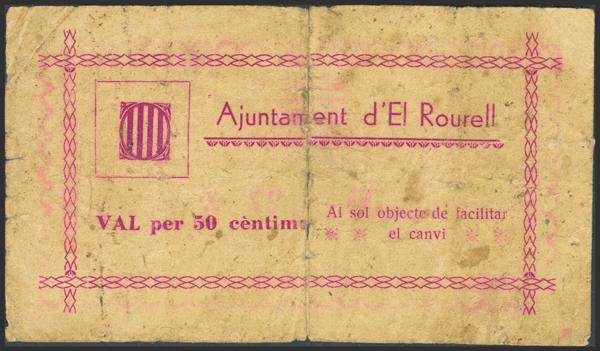 Ajuntament d'El Rourell
VAL per 50 cèntims
Al sol objecte de facilitar
el canvi